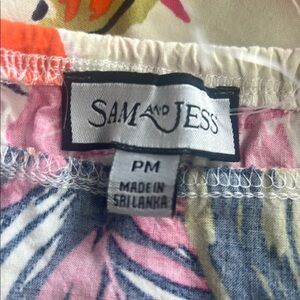 SAM AND JESS
PM
MADE IN
SRI LANKA